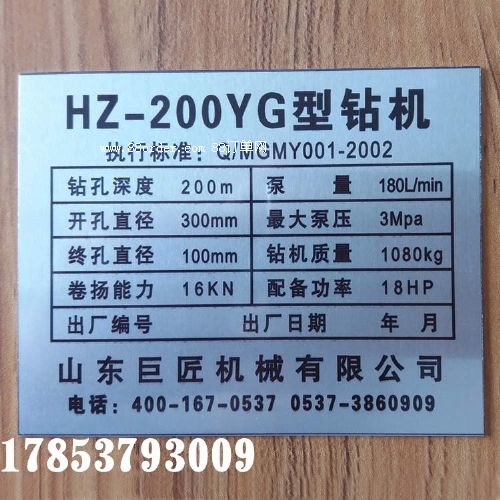 HZ-200YG型钻机
执行标准: Q/MGMY001-2002
钻孔深度 200m 泵 量 180L/min
开孔直径 300mm 最大泵压 3Mpa
终孔直径 100mm 钻机质量 1080kg
卷扬能力 16KN 配备功率 18HP
出厂编号 出厂日期 年 月
山东巨匠机械有限公司
电话: 400-167-0537 0537-3860909
17853793009